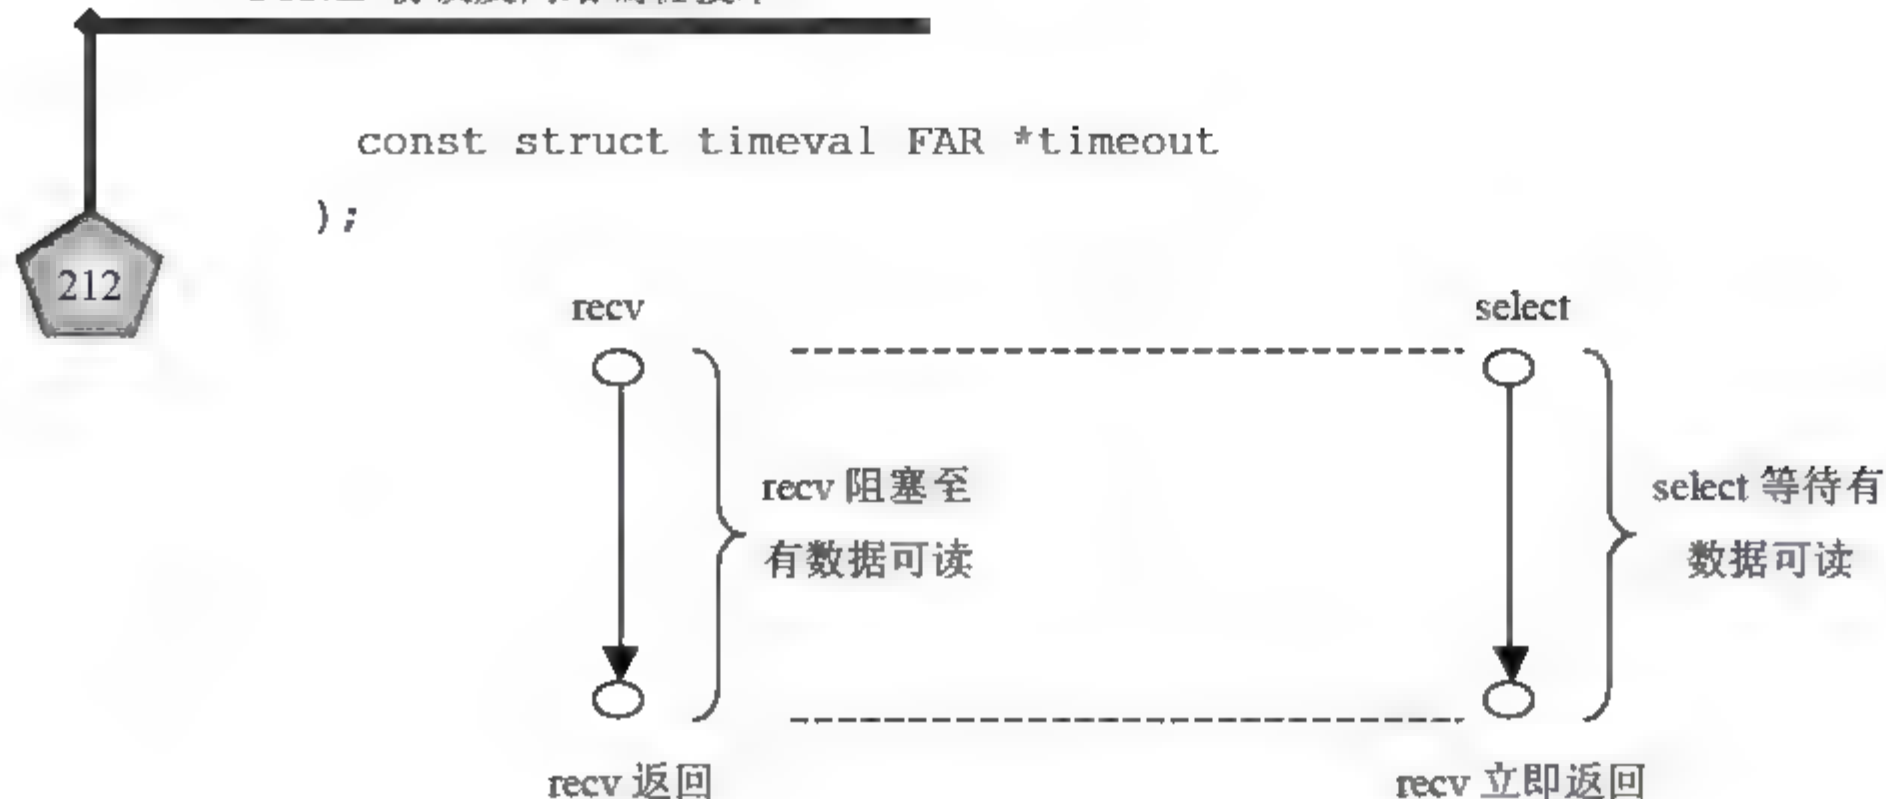 const struct timeval FAR *timeout
);
212
recv
select
recv 阻塞至
有数据可读
select 等待有
数据可读
recv 返回
recv 立即返回